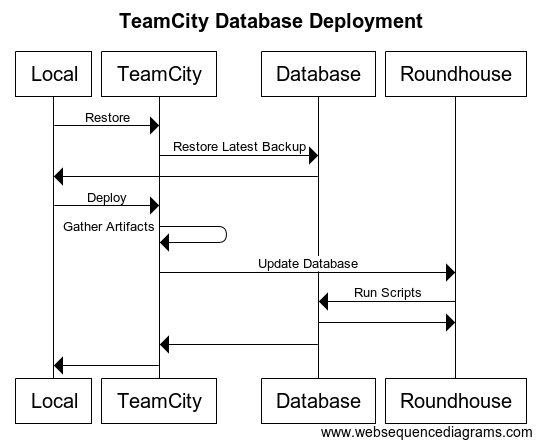 TeamCity Database Deployment
Local TeamCity Database Roundhouse
Restore
Restore Latest Backup
Deploy
Gather Artifacts
Update Database
Run Scripts
Local TeamCity Database Roundhouse
www.websequencediagrams.com